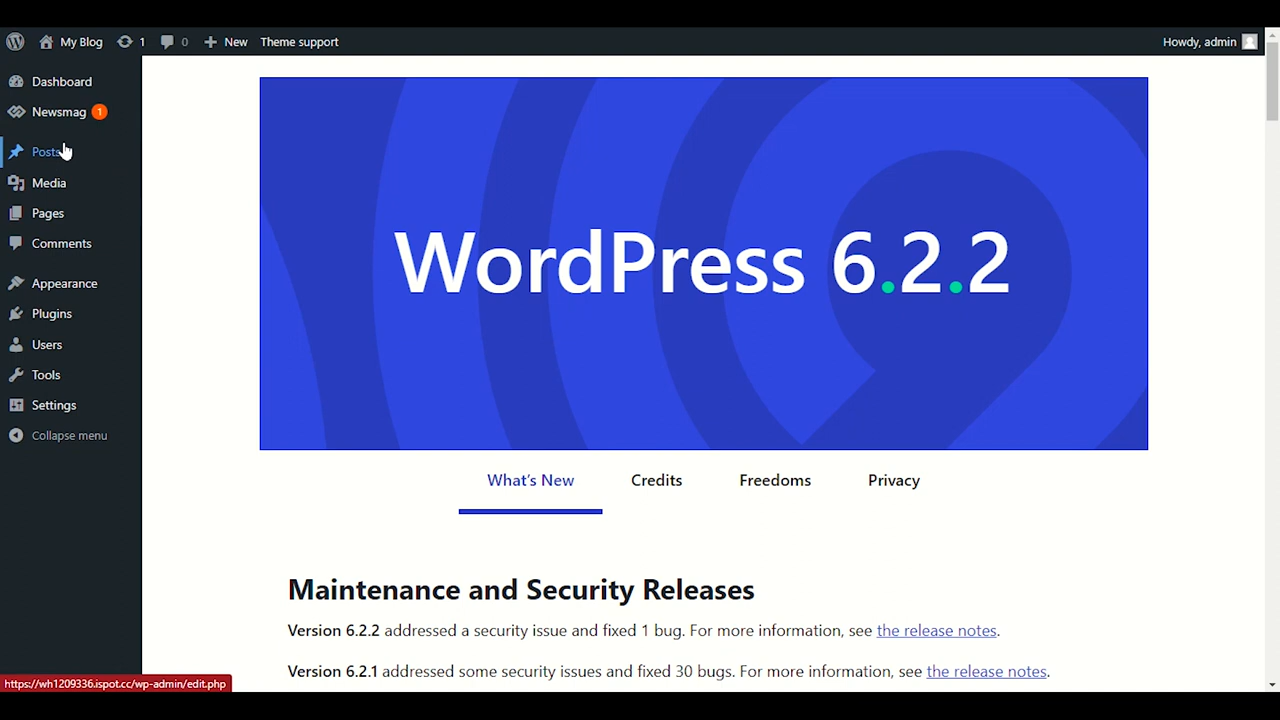 My Blog 1 0 New Theme support Howdy, admin
Dashboard
Newsmag 1
Posts
Media
Pages
Comments
Appearance
Plugins
Users
Tools
Settings
Collapse menu
WordPress 6.2.2
What's New Credits Freedoms Privacy
Maintenance and Security Releases
Version 6.2.2 addressed a security issue and fixed 1 bug. For more information, see the release notes.
Version 6.2.1 addressed some security issues and fixed 30 bugs. For more information, see the release notes.
https://wh1209336.ispot.cc/wp-admin/edit.php